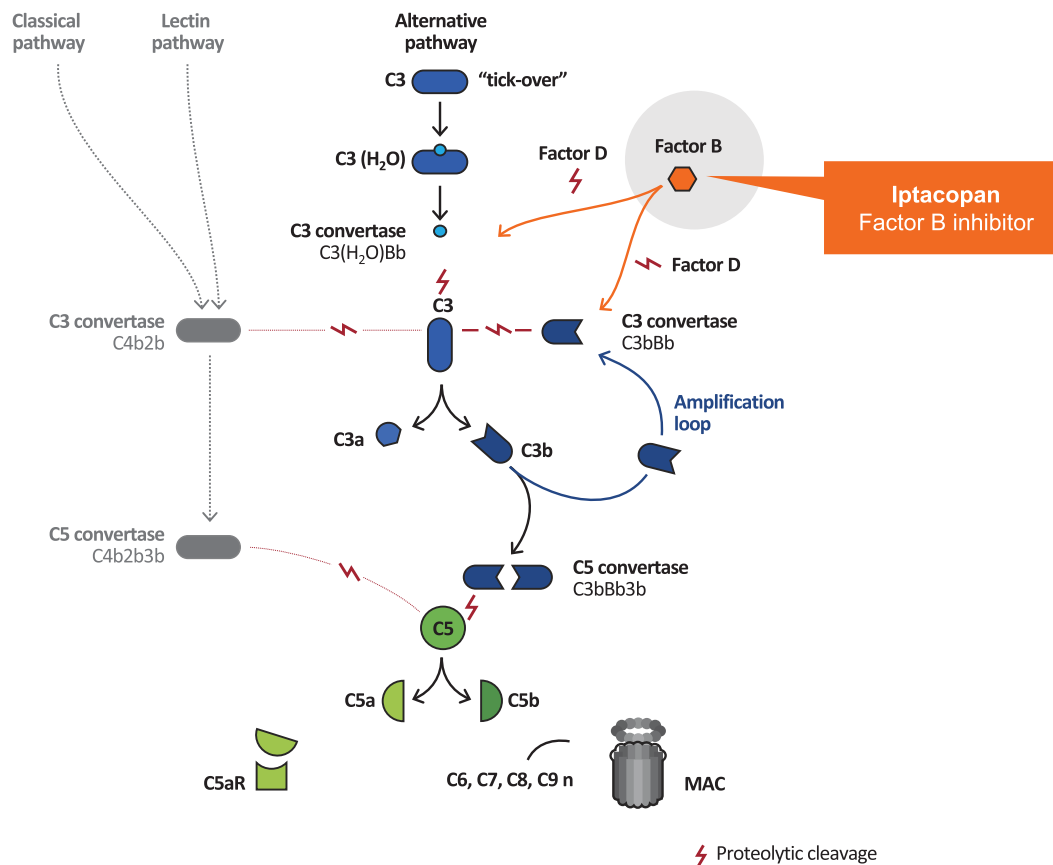 Classical
pathway
Lectin
pathway
Alternative
pathway
C3
“tick-over”
C3 (H₂O)
Factor D
Factor B
Iptacopan
Factor B inhibitor
C3 convertase
C3(H₂O)Bb
Factor D
C3
C3 convertase
C4b2b
C3 convertase
C3bBb
Amplification
loop
C3a
C3b
C5 convertase
C4b2b3b
C5 convertase
C3bBb3b
C5
C5a
C5b
C5aR
C6, C7, C8, C9 n
MAC
Proteolytic cleavage